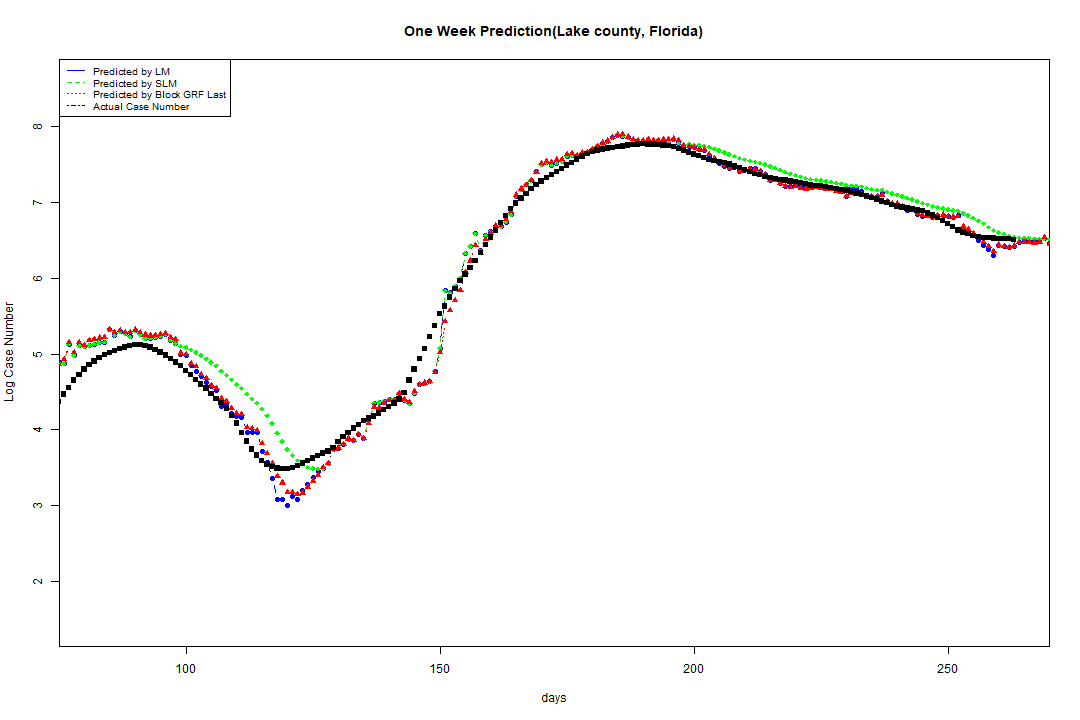 One Week Prediction(Lake county, Florida)
Predicted by LM
Predicted by SLM
Predicted by Block GRF Last
Actual Case Number
8
7
6
5
4
3
2
Log Case Number
100
150
200
250
days